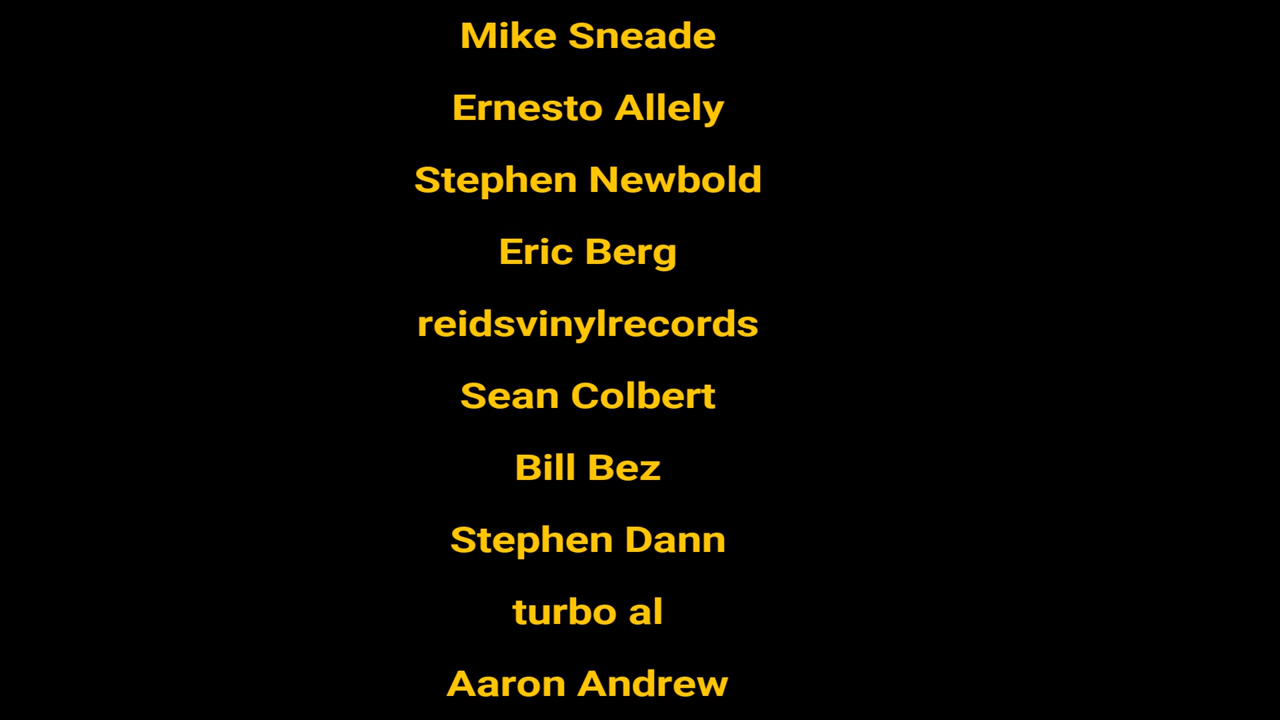 Mike Sneade
Ernesto Allely
Stephen Newbold
Eric Berg
reidsvinylrecords
Sean Colbert
Bill Bez
Stephen Dann
turbo al
Aaron Andrew